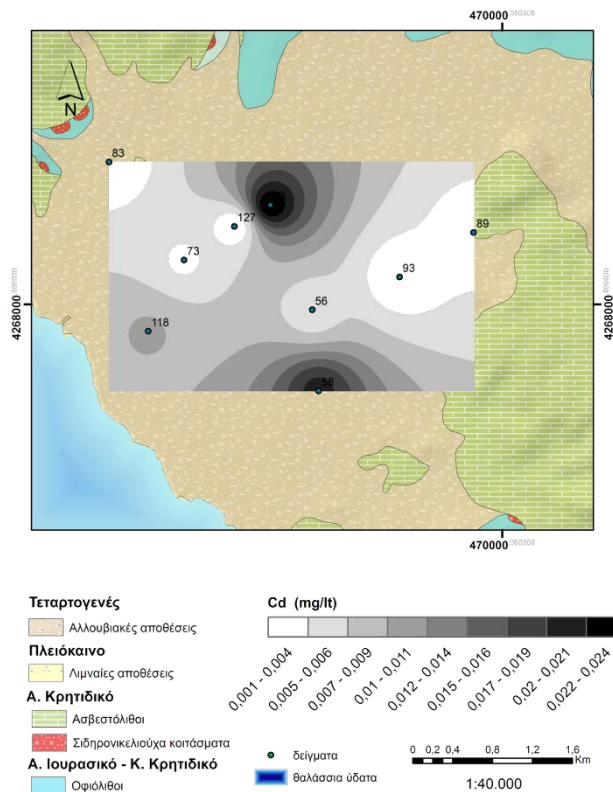 470000
N
83
127
89
73
93
4268000
4268000
56
118
58
470000
Τεταρτογενές
Αλλουβιακές αποθέσεις
Πλειόκαινο
Λιμναίες αποθέσεις
Α. Κρητιδικό
Ασβεστόλιθοι
Σιδηρονικελιούχα κοιτάσματα
Α. Ιουρασικό - Κ. Κρητιδικό
Οφιόλιθοι
Cd (mg/lt)
0,001 - 0,004
0,005 - 0,006
0,007 - 0,009
0,01 - 0,011
0,012 - 0,014
0,015 - 0,016
0,017 - 0,019
0,02 - 0,021
0,022 - 0,024
δείγματα
θαλάσσια ύδατα
0 0,2 0,4 0,8 1,2 1,6
Km
1:40.000